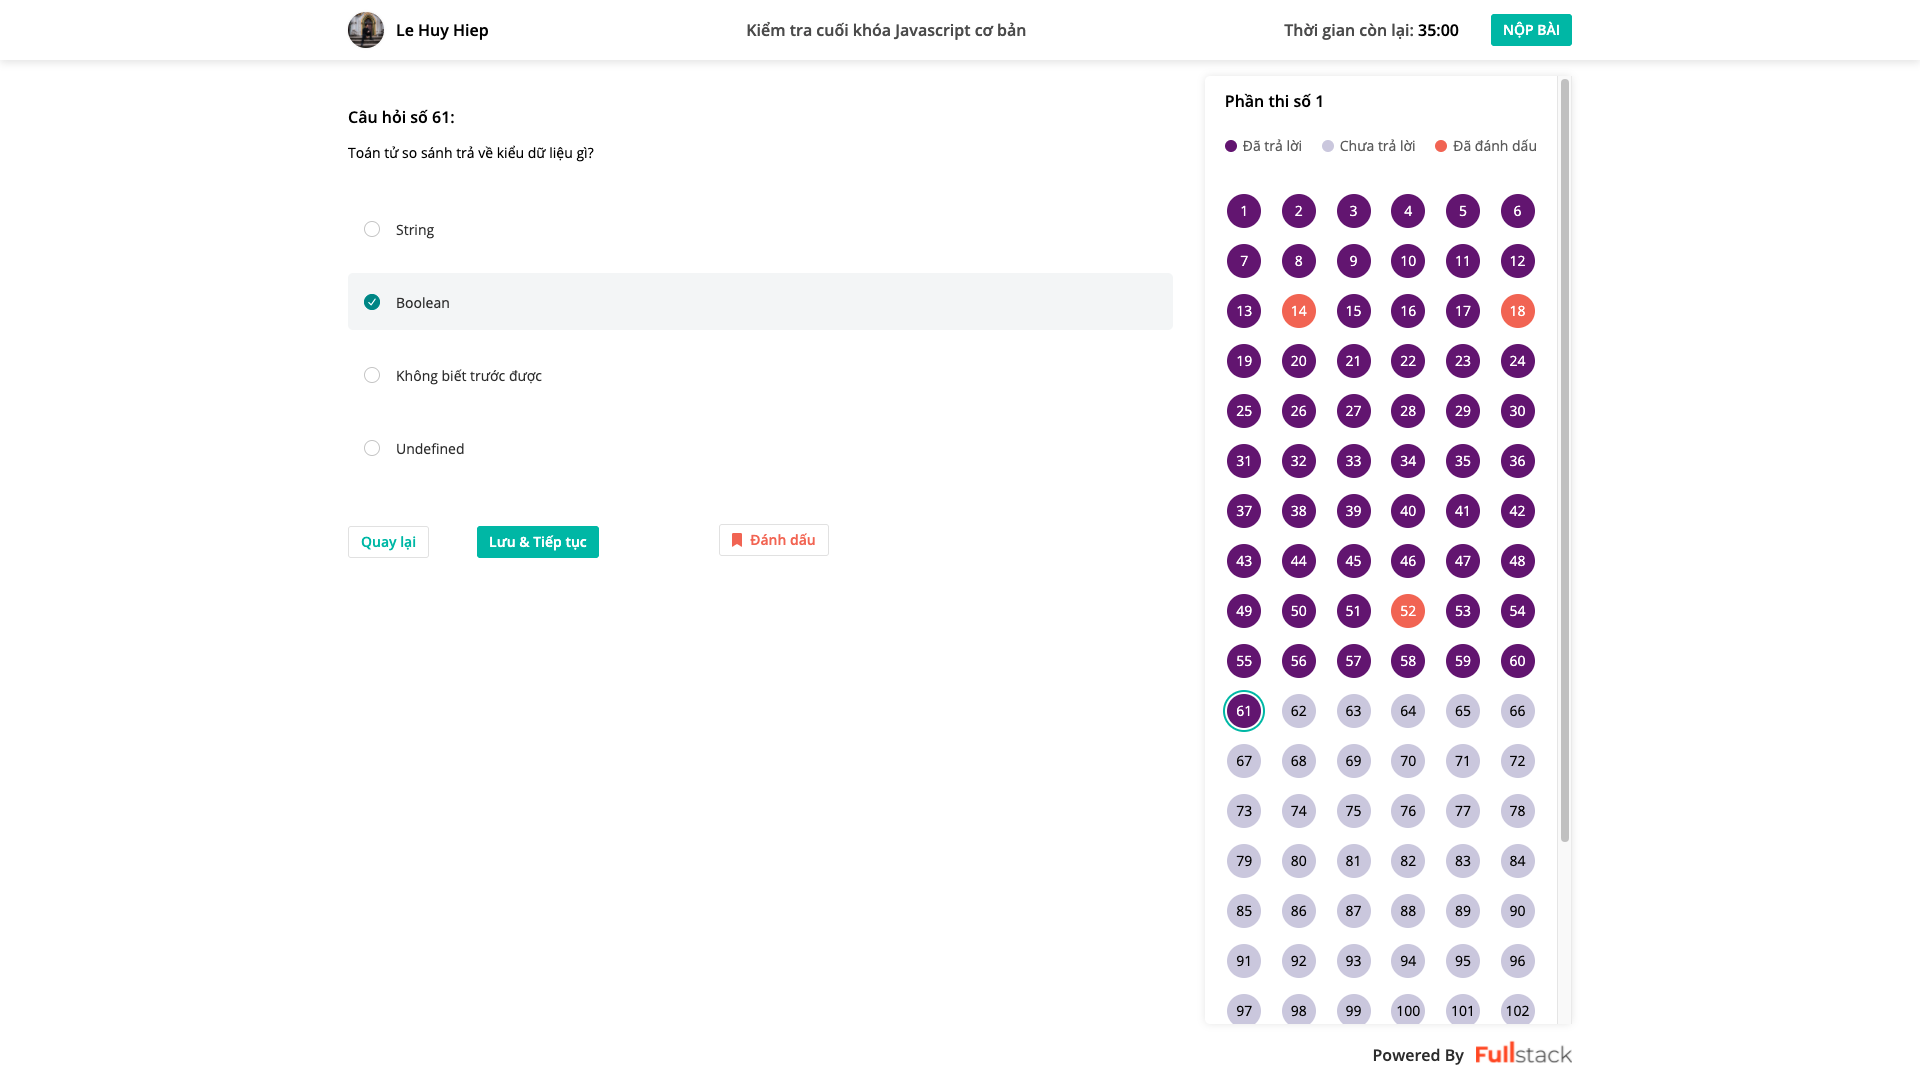 Le Huy Hiep
Kiểm tra cuối khóa Javascript cơ bản
Thời gian còn lại: 35:00
NỘP BÀI
Câu hỏi số 61:
Toán tử so sánh trả về kiểu dữ liệu gì?
String
Boolean
Không biết trước được
Undefined
Quay lại
Lưu & Tiếp tục
Đánh dấu
Phần thi số 1
Đã trả lời Chưa trả lời Đã đánh dấu
1 2 3 4 5 6
7 8 9 10 11 12
13 14 15 16 17 18
19 20 21 22 23 24
25 26 27 28 29 30
31 32 33 34 35 36
37 38 39 40 41 42
43 44 45 46 47 48
49 50 51 52 53 54
55 56 57 58 59 60
61 62 63 64 65 66
67 68 69 70 71 72
73 74 75 76 77 78
79 80 81 82 83 84
85 86 87 88 89 90
91 92 93 94 95 96
97 98 99 100 101 102
Powered By Fullstack